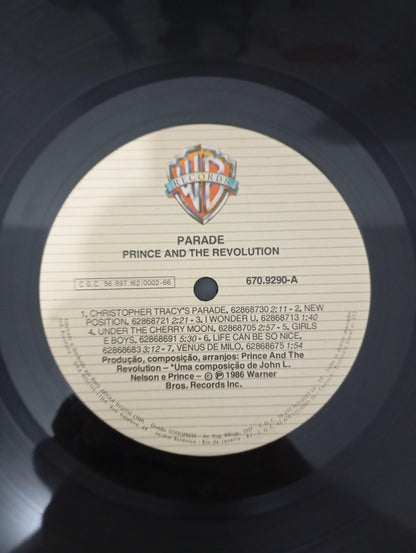 WB
RECORDS
PARADE
PRINCE AND THE REVOLUTION
C.G.C. 56.697.162/0002-66
670.9290-A
1. CHRISTOPHER TRACY'S PARADE. 62868730 2:11 - 2. NEW
POSITION. 62868721 2:21 - 3. I WONDER U. 62868713 1:40
4. UNDER THE CHERRY MOON. 62868705 2:57 - 5. GIRLS
E BOYS, 62868691 5:30 - 6. LIFE CAN BE SO NICE.
62868683 3:12 - 7. VENUS DE MILO, 62868675 1:54
Produção, composição, arranjos: Prince And The
Revolution - *Uma composição de John L.
Nelson e Prince - © ℗ 1986 Warner
Bros. Records Inc.